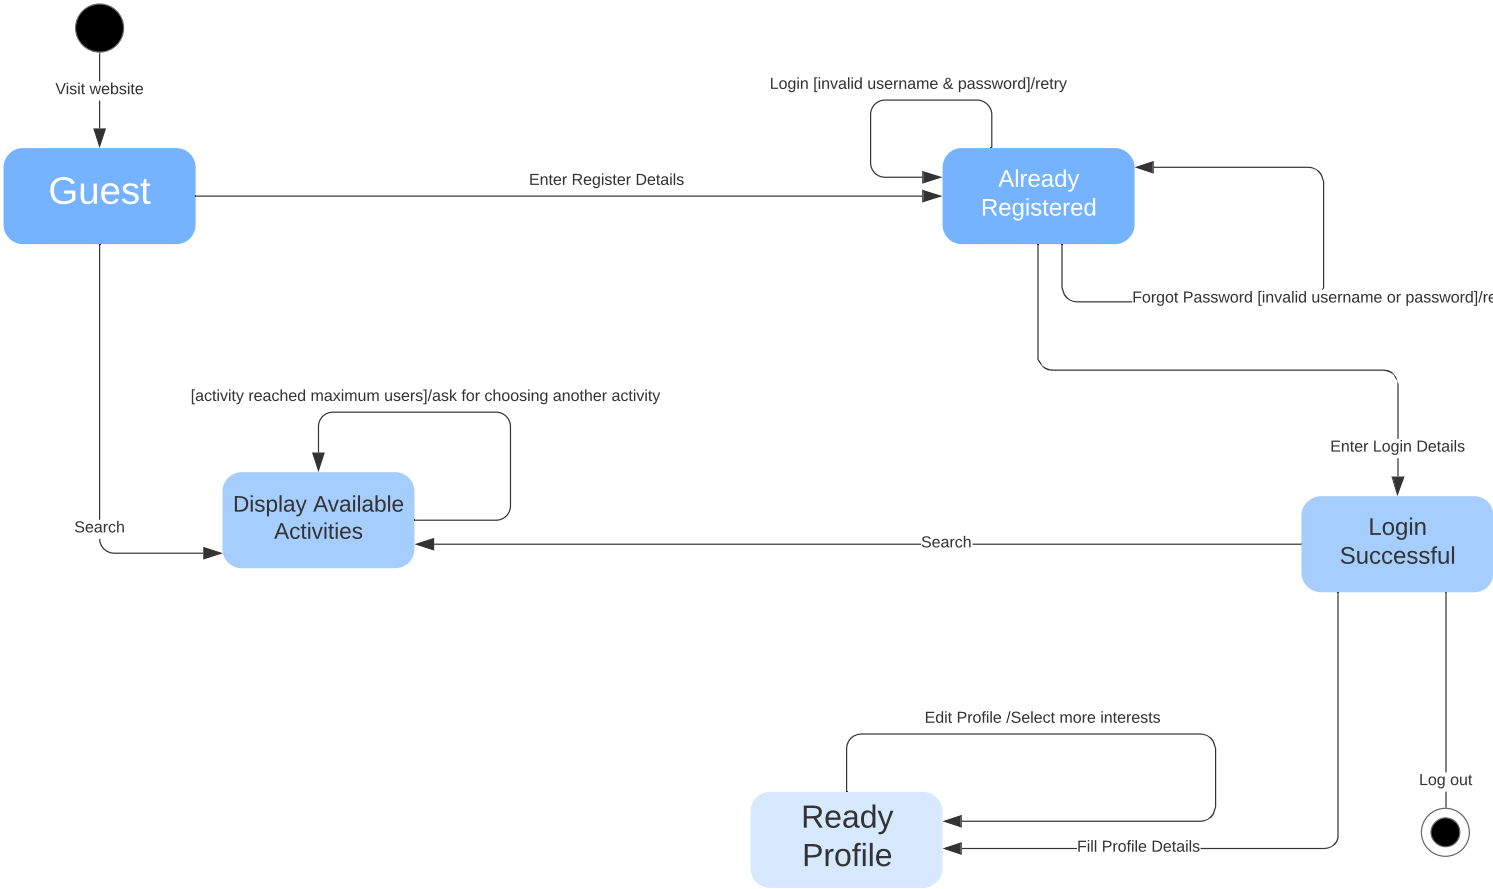 Visit website
Login [invalid username & password]/retry
Guest
Enter Register Details
Already
Registered
Forgot Password [invalid username or password]/re
[activity reached maximum users]/ask for choosing another activity
Enter Login Details
Display Available
Activities
Search
Search
Login
Successful
Edit Profile /Select more interests
Log out
Ready
Profile
Fill Profile Details